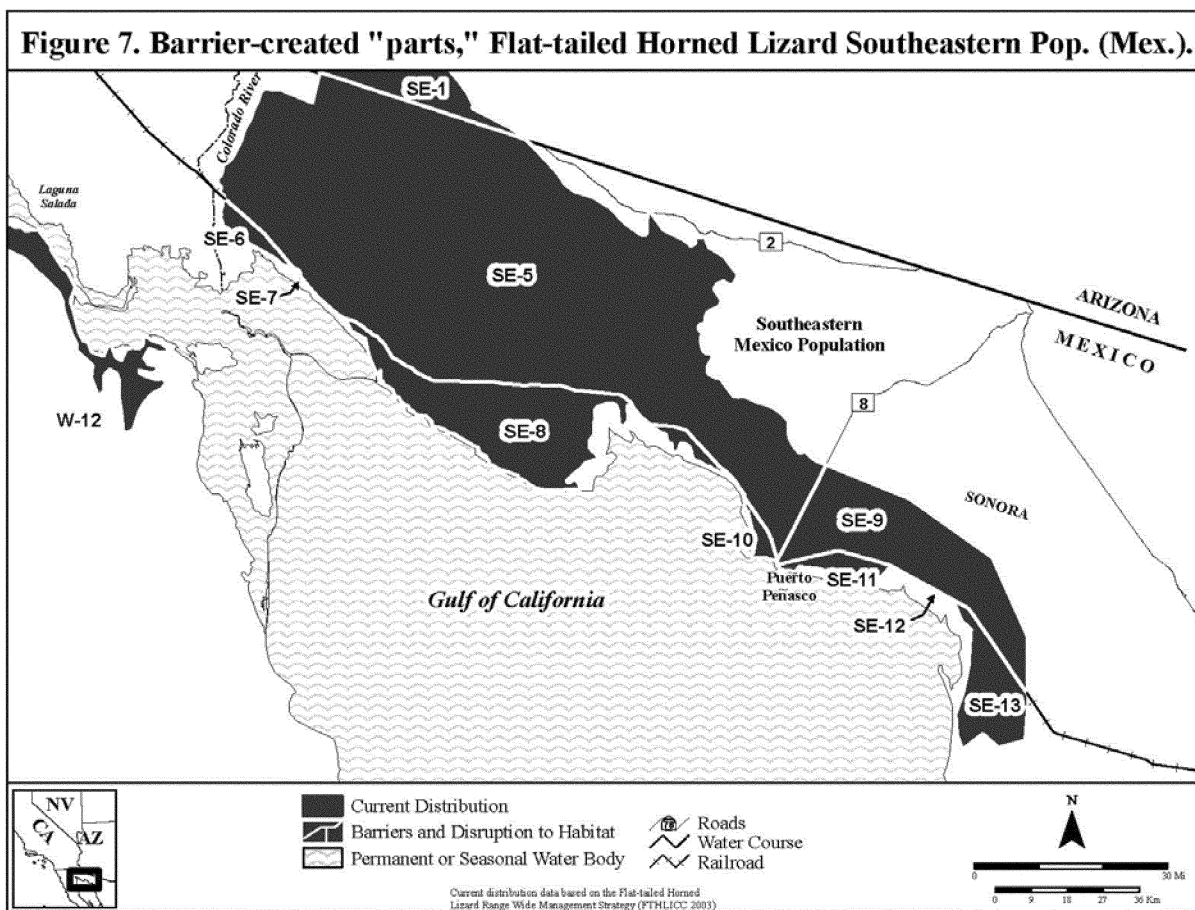 Figure 7. Barrier-created "parts," Flat-tailed Horned Lizard Southeastern Pop. (Mex.).
SE-1
Colorado River
Laguna
Salada
SE-6
2
SE-5
SE-7
ARIZONA
MEXICO
Southeastern
Mexico Population
8
W-12
SE-8
SONORA
SE-9
SE-10
Puerto
Peñasco
SE-11
Gulf of California
SE-12
SE-13
NV
CA
AZ
Current Distribution
Barriers and Disruption to Habitat
Permanent or Seasonal Water Body
Roads
Water Course
Railroad
N
0 30 Mi
0 9 18 27 36 Km
Current distribution data based on the Flat-tailed Horned
Lizard Range Wide Management Strategy (FTHLICC 2003)